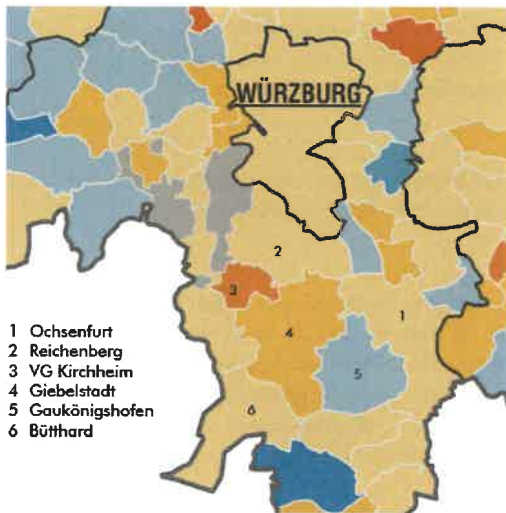 WÜRZBURG
2
3
1
4
5
6
1 Ochsenfurt
2 Reichenberg
3 VG Kirchheim
4 Giebelstadt
5 Gaukönigshofen
6 Bütthard